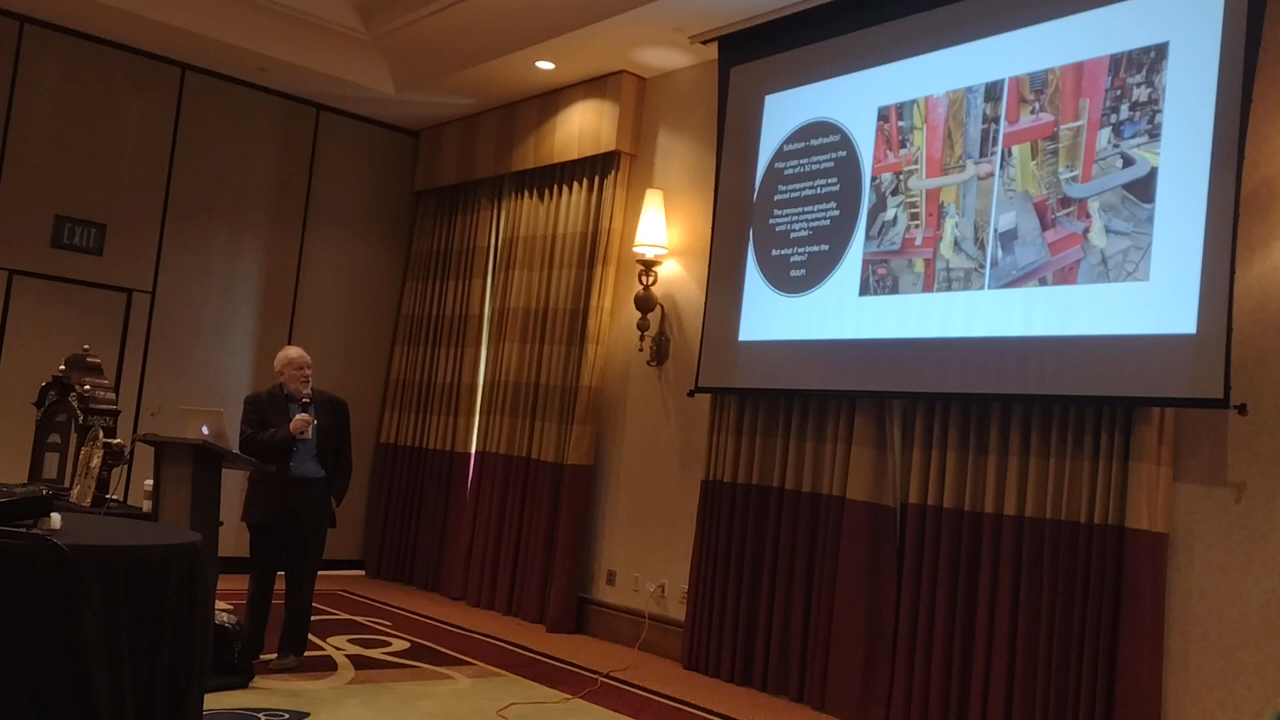 EXIT
Solution – Hydraulics!
Pillar plate was clamped to the
side of a 32 ton press
The companion plate was
placed over pillars & pinned
The pressure was gradually
increased on companion plate
until it slightly overshot
parallel –
But what if we broke the
pillars?
GULP!